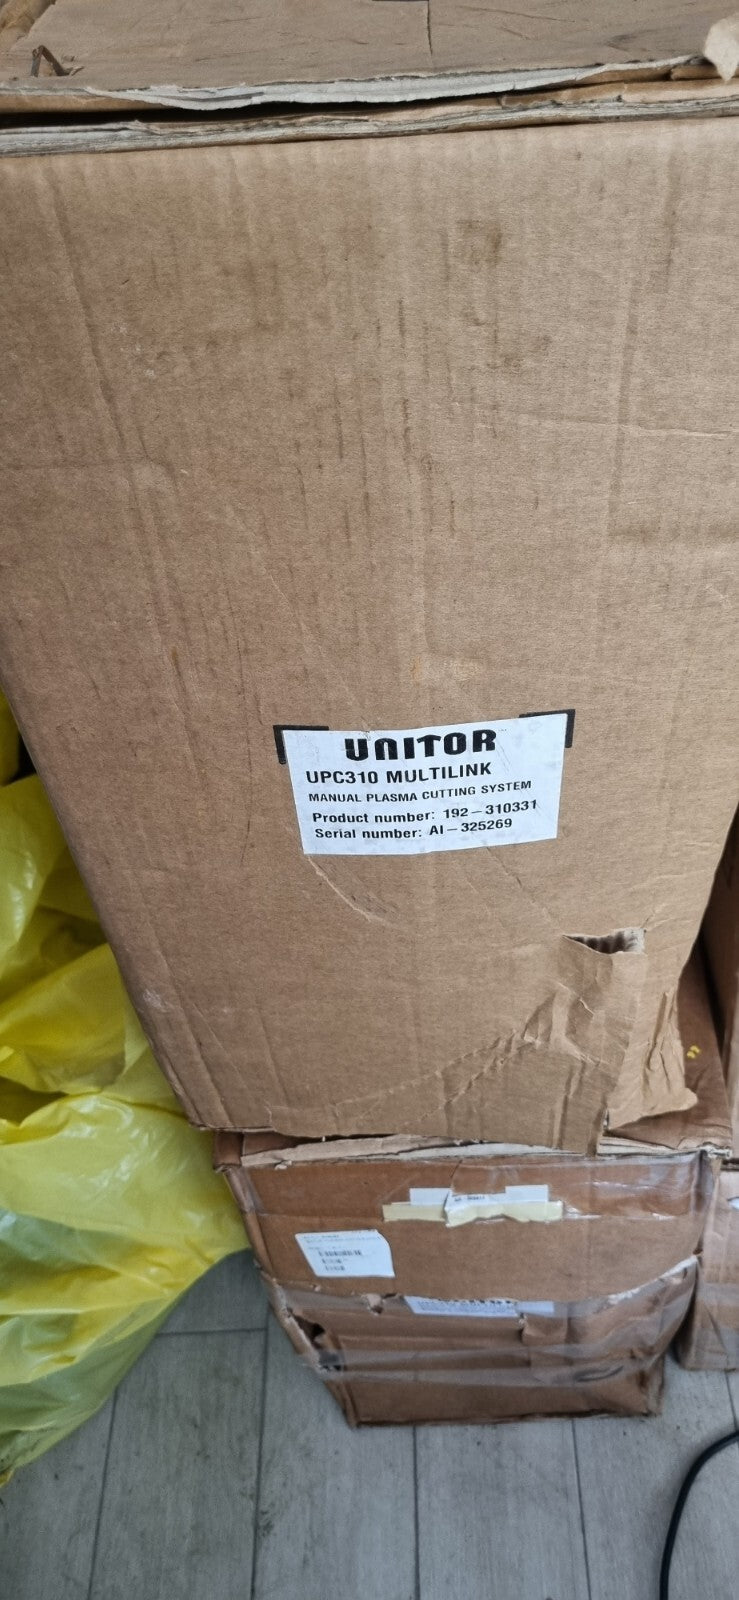 UNITOR
UPC310 MULTILINK
MANUAL PLASMA CUTTING SYSTEM
Product number: 192-310331
Serial number: AI-325269